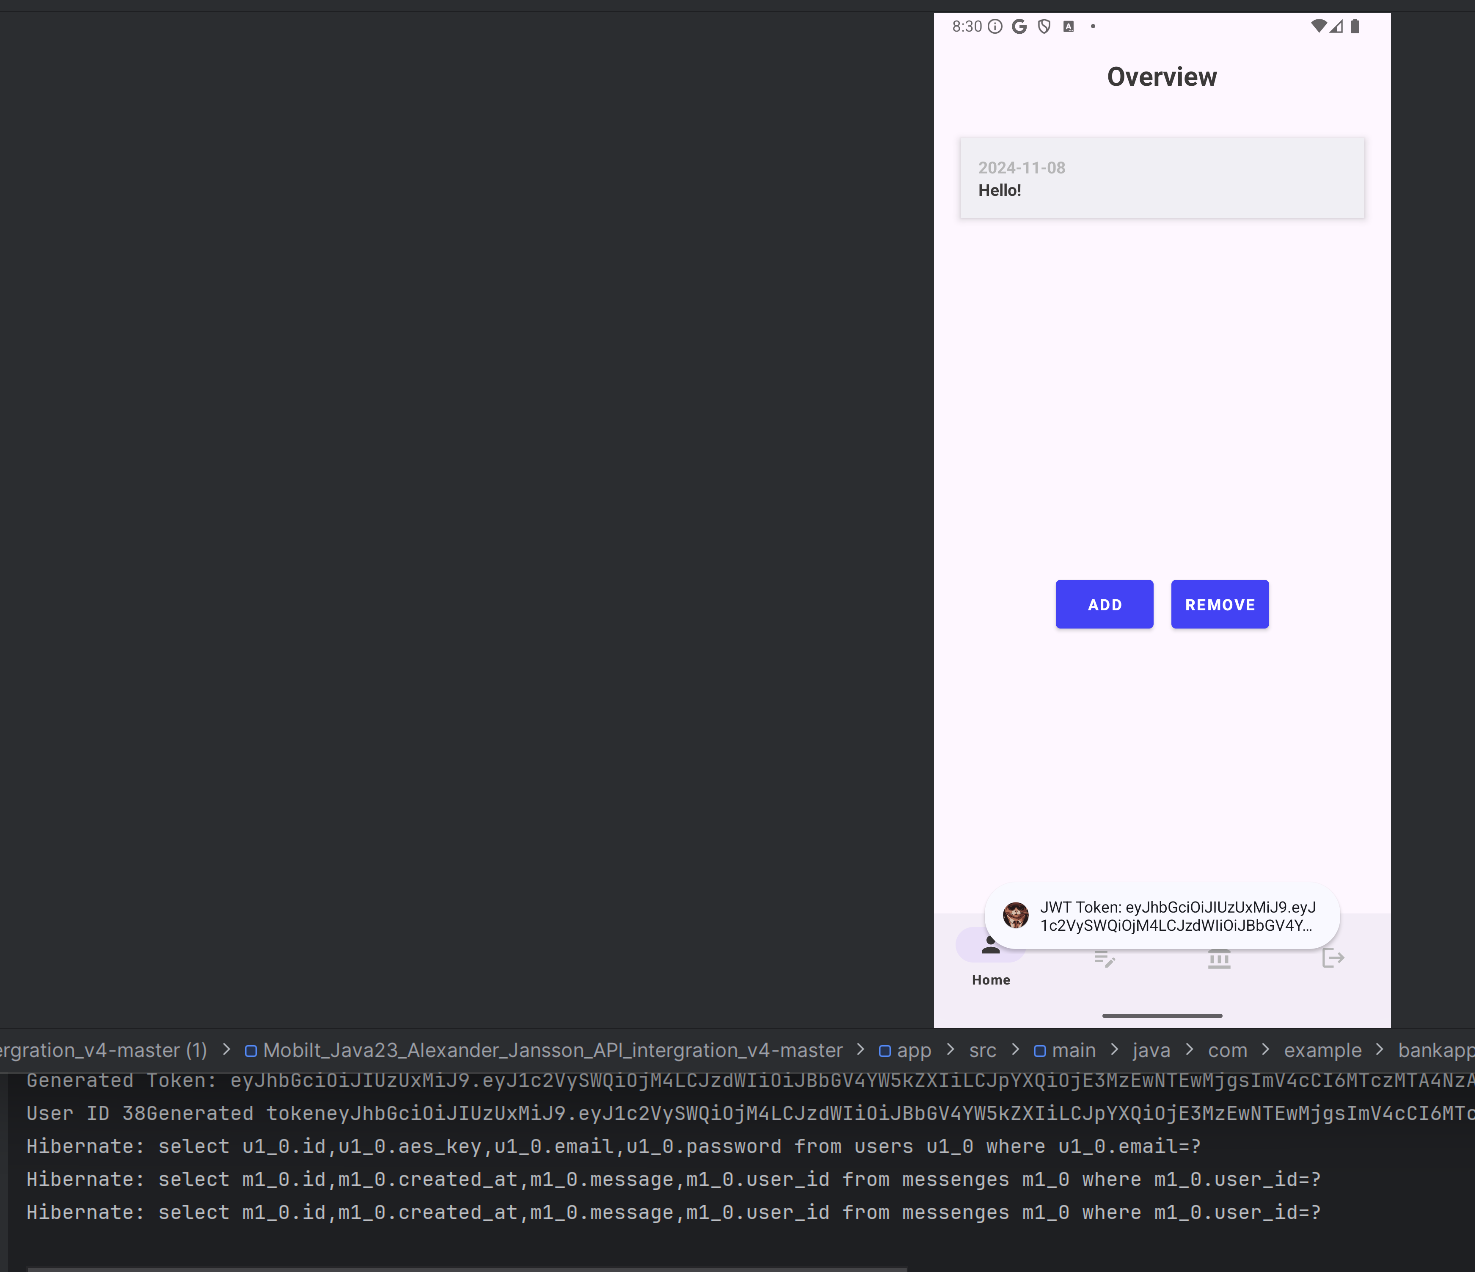 8:30
Overview
2024-11-08
Hello!
ADD
REMOVE
JWT Token: eyJhbGciOiJIUzUxMiJ9.eyJ
1c2VySWQiOjM4LCJzdWIiOiJBbGV4Y...
Home
ergration_v4-master (1) > Mobilt_Java23_Alexander_Jansson_API_intergration_v4-master > app > src > main > java > com > example > bankapp
Generated Token: eyJhbGciOiJIUzUxMiJ9.eyJ1c2VySWQiOjM4LCJzdWIiOiJBbGV4YW5kZXIiLCJpYXQiOjE3MzEwNTEwMjgsImV4cCI6MTczMTA4NzA
User ID 38Generated tokeneyJhbGciOiJIUzUxMiJ9.eyJ1c2VySWQiOjM4LCJzdWIiOiJBbGV4YW5kZXIiLCJpYXQiOjE3MzEwNTEwMjgsImV4cCI6MTc
Hibernate: select u1_0.id,u1_0.aes_key,u1_0.email,u1_0.password from users u1_0 where u1_0.email=?
Hibernate: select m1_0.id,m1_0.created_at,m1_0.message,m1_0.user_id from messenges m1_0 where m1_0.user_id=?
Hibernate: select m1_0.id,m1_0.created_at,m1_0.message,m1_0.user_id from messenges m1_0 where m1_0.user_id=?